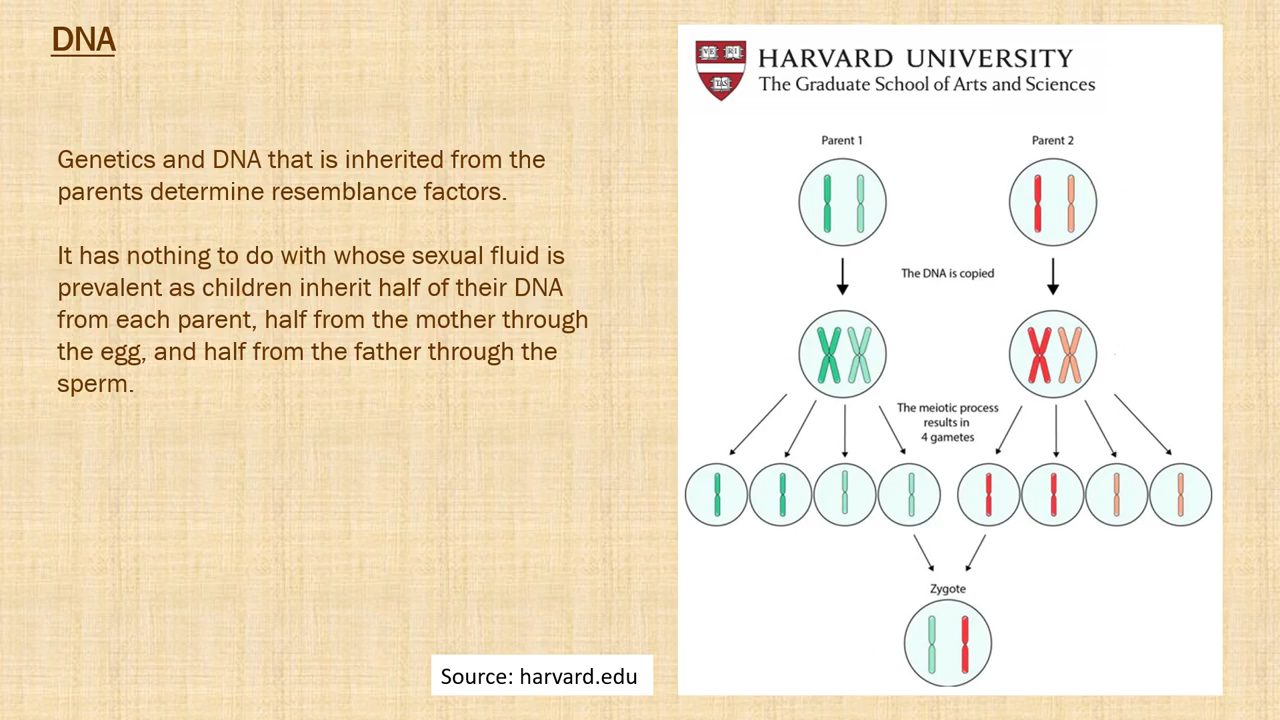 DNA
Genetics and DNA that is inherited from the
parents determine resemblance factors.
It has nothing to do with whose sexual fluid is
prevalent as children inherit half of their DNA
from each parent, half from the mother through
the egg, and half from the father through the
sperm.
Source: harvard.edu
VE RI TAS
HARVARD UNIVERSITY
The Graduate School of Arts and Sciences
Parent 1
Parent 2
The DNA is copied
The meiotic process
results in
4 gametes
Zygote